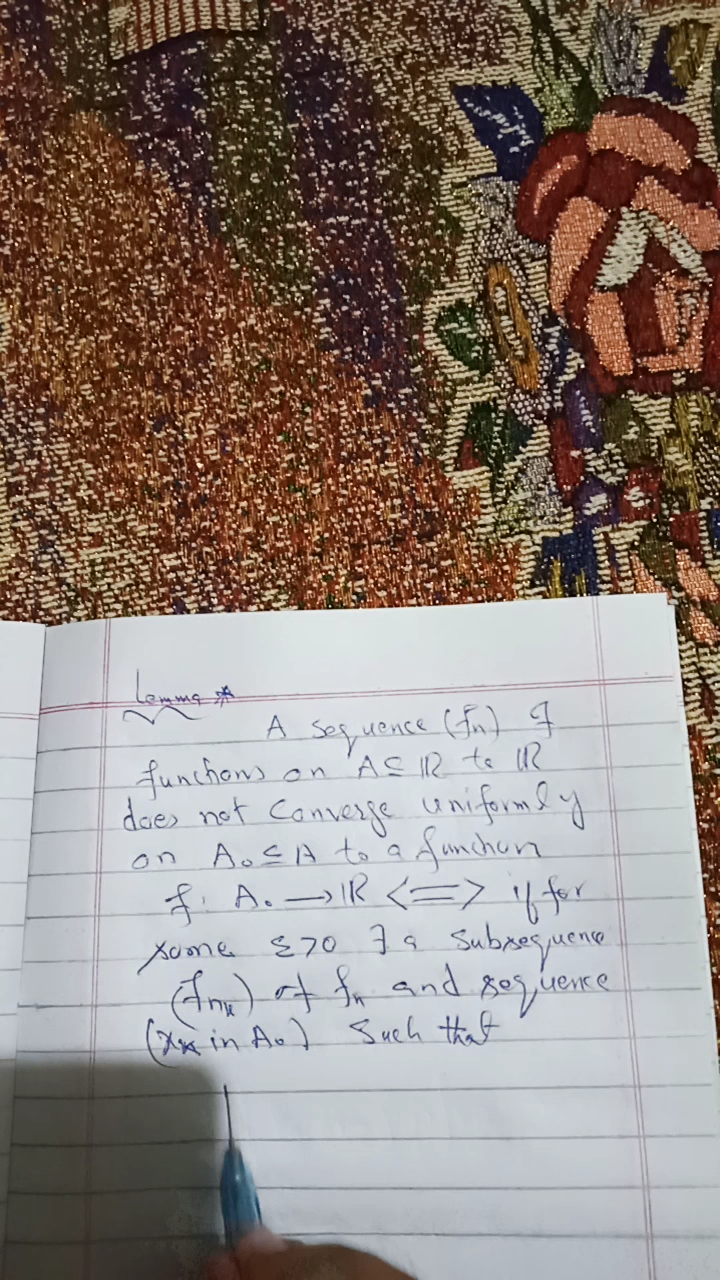 Lemma *
A sequence (fn) of
functions on A ⊆ ℝ to ℝ
does not converge uniformly
on A₀ ⊆ A to a function
f: A₀ → ℝ <=> if for
some ε>0 ∃ a subsequence
(fnₖ) of fn and sequence
(xₖ in A₀) Such that